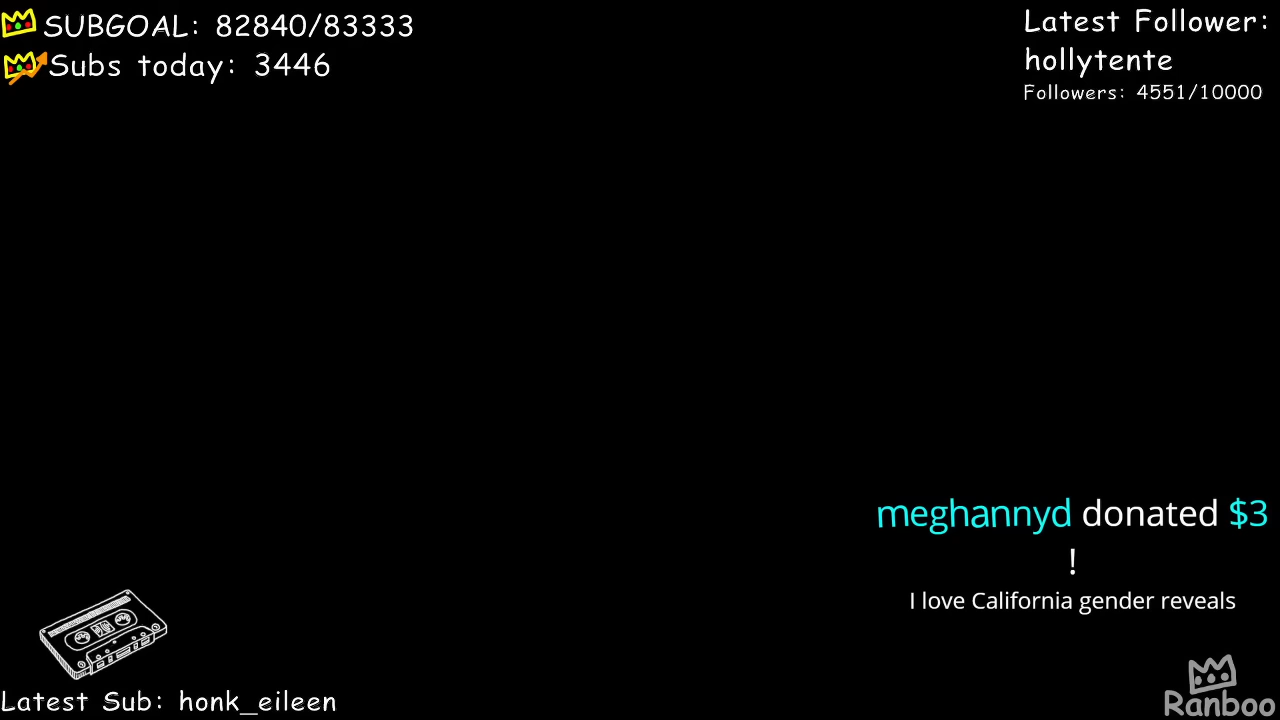 SUBGOAL: 82840/83333
Subs today: 3446
Latest Follower:
hollytente
Followers: 4551/10000
meghannyd donated $3
!
I love California gender reveals
Latest Sub: honk_eileen
Ranboo